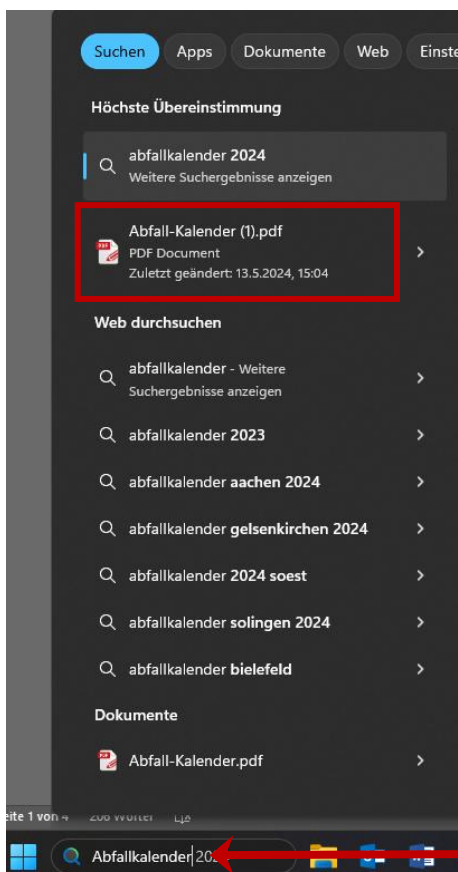 Suchen Apps Dokumente Web Einste
Höchste Übereinstimmung
abfallkalender 2024
Weitere Suchergebnisse anzeigen
Abfall-Kalender (1).pdf
PDF Document
Zuletzt geändert: 13.5.2024, 15:04
Web durchsuchen
abfallkalender - Weitere
Suchergebnisse anzeigen
abfallkalender 2023
abfallkalender aachen 2024
abfallkalender gelsenkirchen 2024
abfallkalender 2024 soest
abfallkalender solingen 2024
abfallkalender bielefeld
Dokumente
Abfall-Kalender.pdf
eite 1 von 4 206 Wörter
Abfallkalender 20